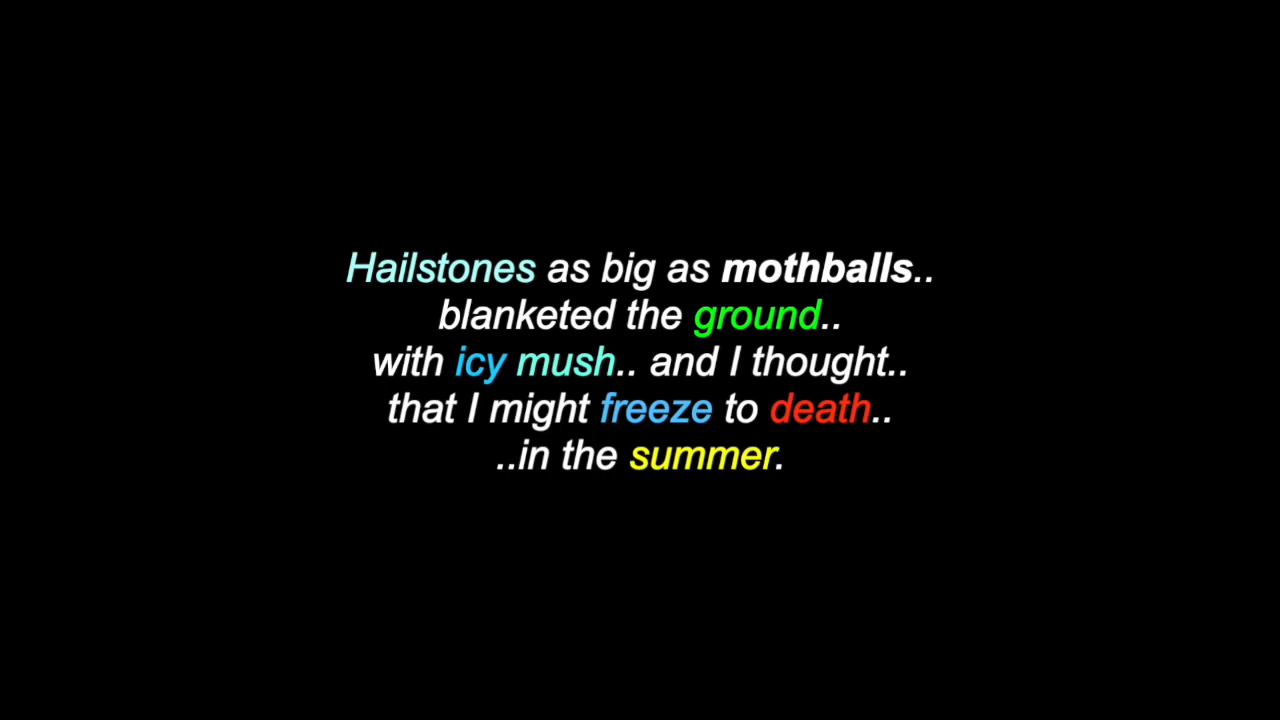 Hailstones as big as mothballs..
blanketed the ground..
with icy mush.. and I thought..
that I might freeze to death..
..in the summer.